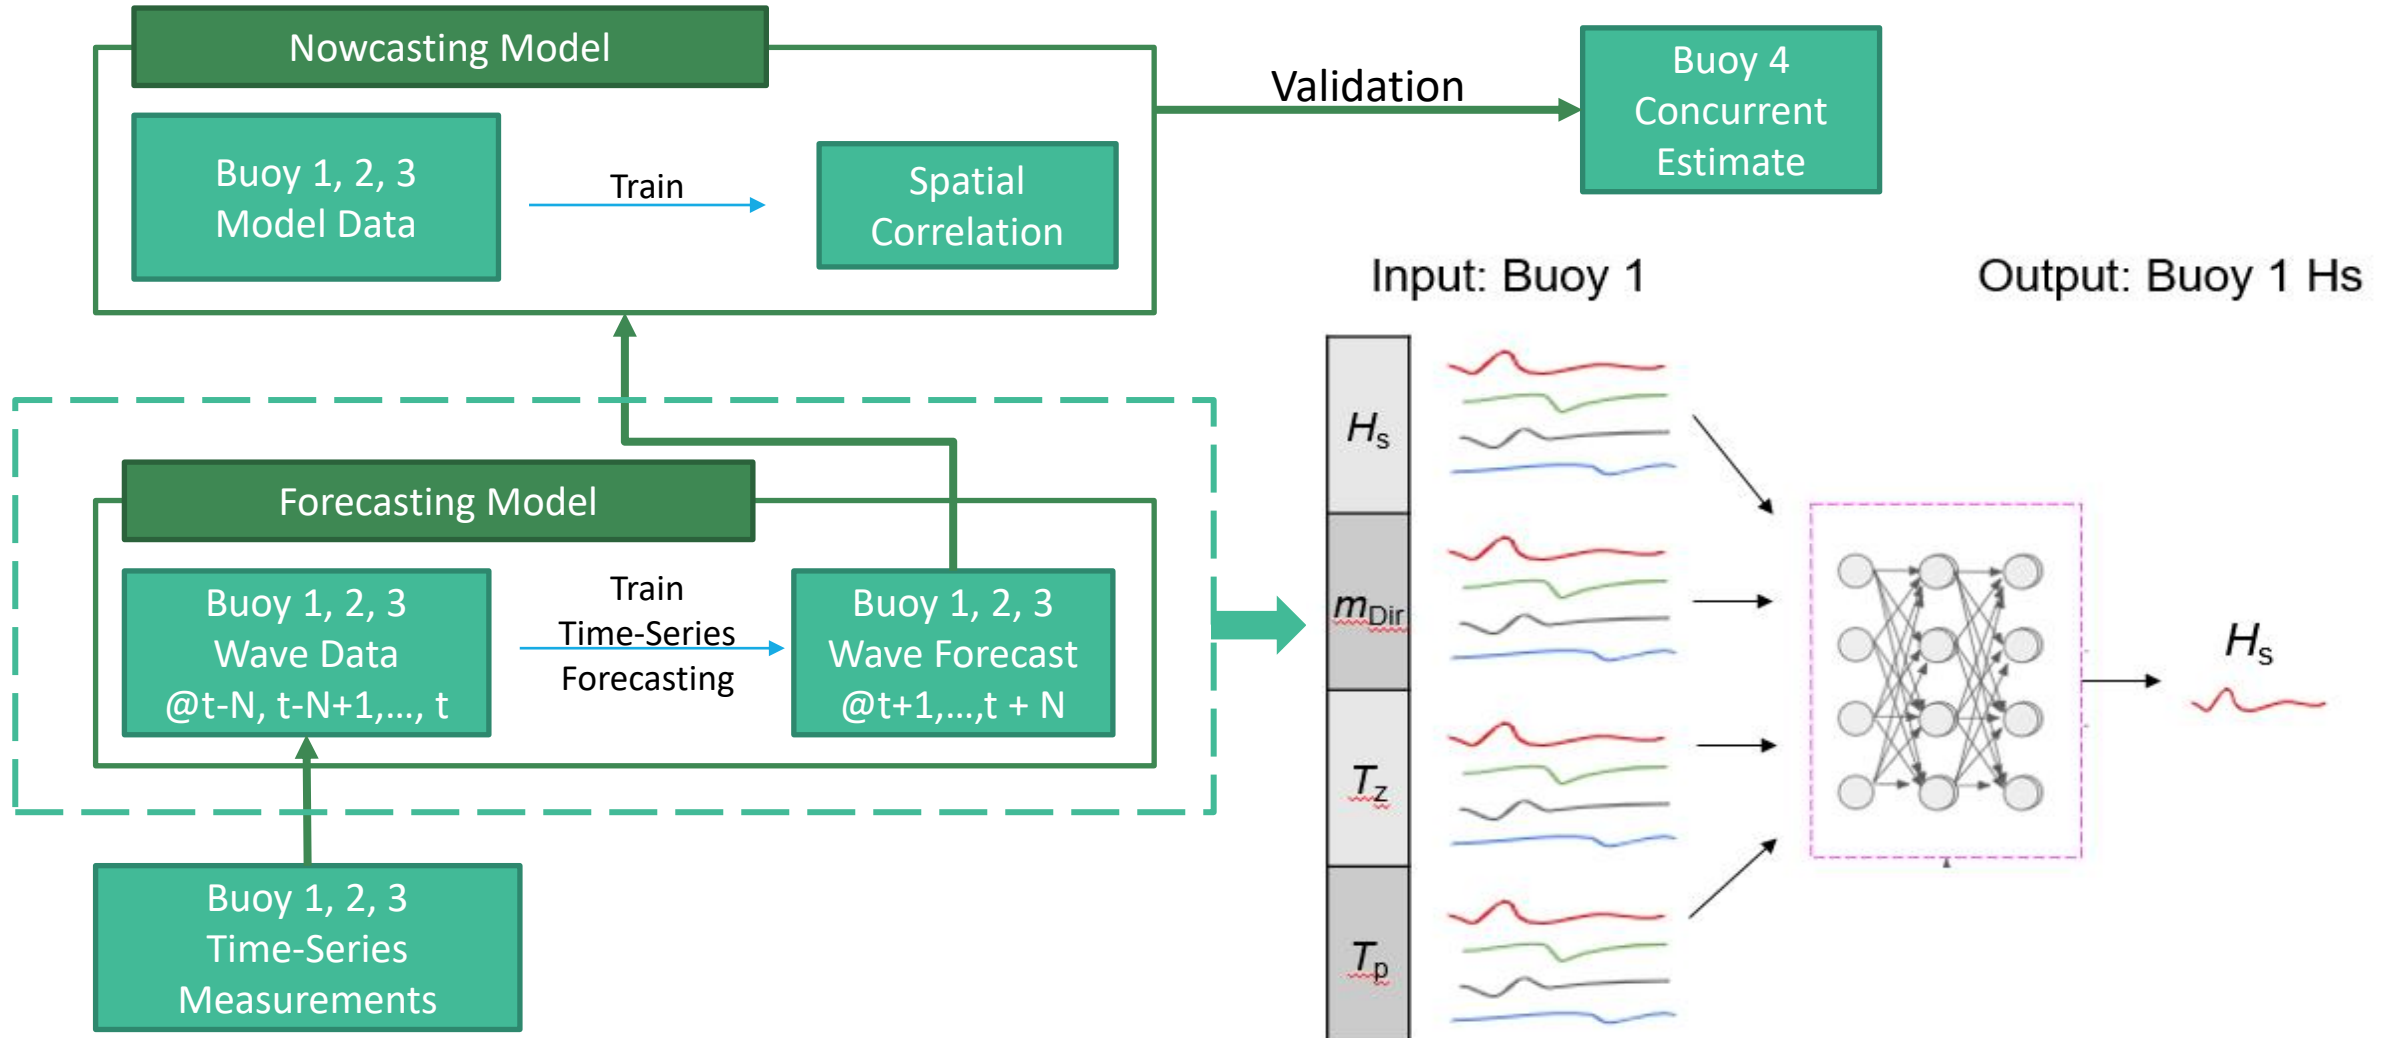 Nowcasting Model
Buoy 1, 2, 3
Model Data
Train
Spatial
Correlation
Validation
Buoy 4
Concurrent
Estimate
Forecasting Model
Buoy 1, 2, 3
Wave Data
@t-N, t-N+1,..., t
Train
Time-Series
Forecasting
Buoy 1, 2, 3
Wave Forecast
@t+1,...,t + N
Buoy 1, 2, 3
Time-Series
Measurements
Input: Buoy 1
Output: Buoy 1 Hs
Hs
mDir
Tz
Tp
Hs